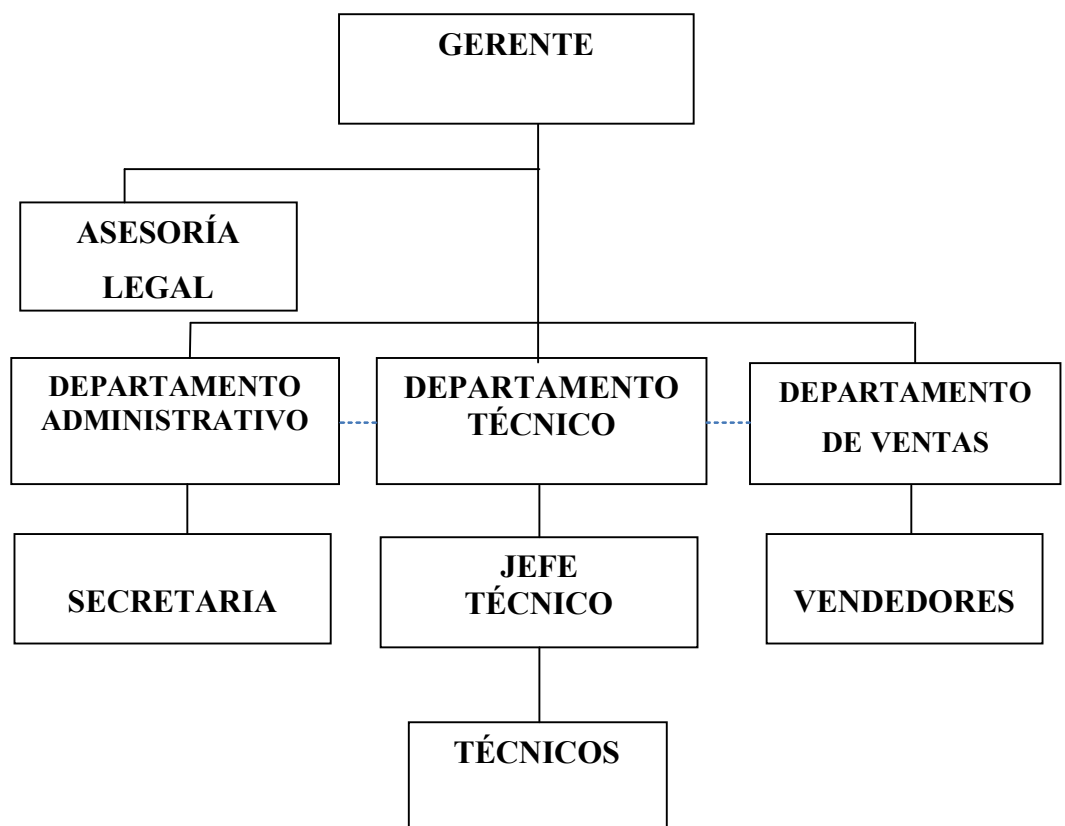 GERENTE
ASESORÍA
LEGAL
DEPARTAMENTO
ADMINISTRATIVO
DEPARTAMENTO
TÉCNICO
DEPARTAMENTO
DE VENTAS
SECRETARIA
JEFE
TÉCNICO
VENDEDORES
TÉCNICOS